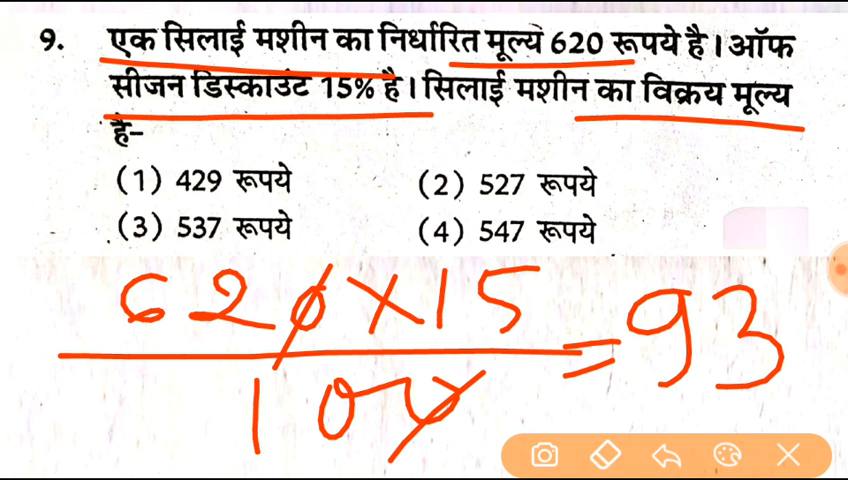 9. एक सिलाई मशीन का निर्धारित मूल्य 620 रूपये है। ऑफ
सीजन डिस्काउंट 15% है। सिलाई मशीन का विक्रय मूल्य
है-
(1) 429 रूपये (2) 527 रूपये
(3) 537 रूपये (4) 547 रूपये
620 × 15
100
= 93